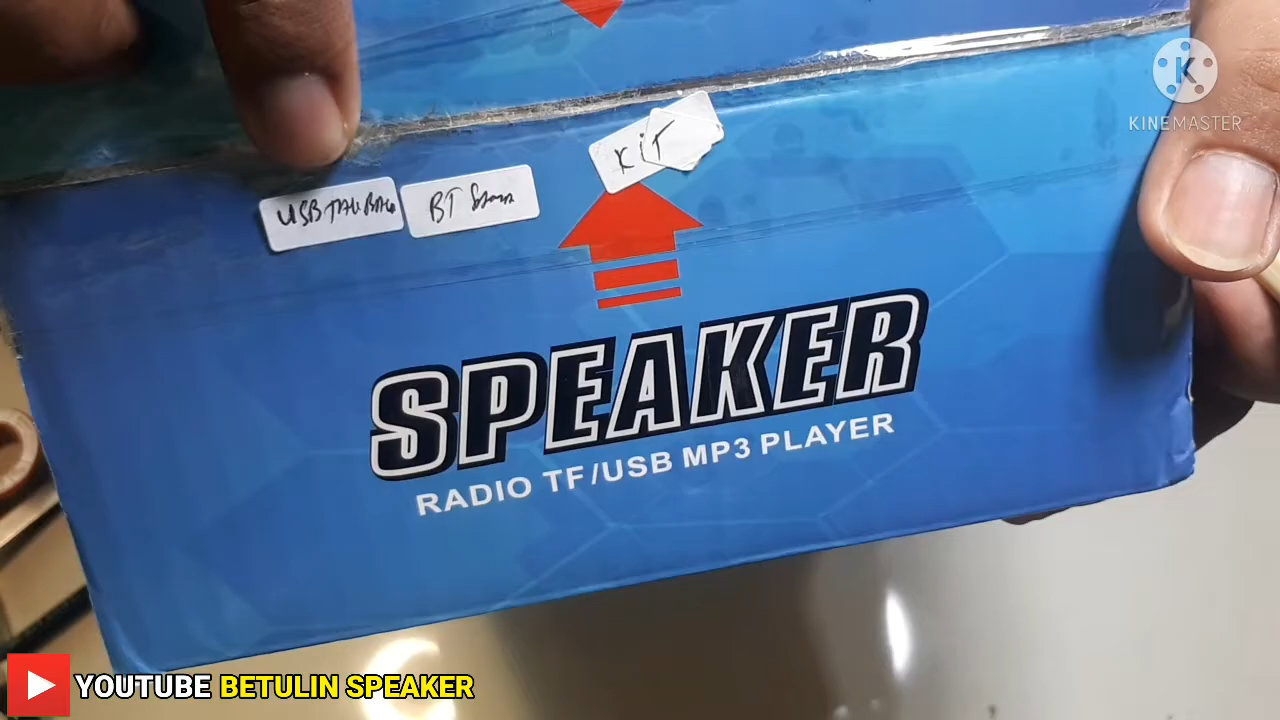 KINEMASTER
KiT
USB
BT
SPEAKER
RADIO TF/USB MP3 PLAYER
YOUTUBE BETULIN SPEAKER